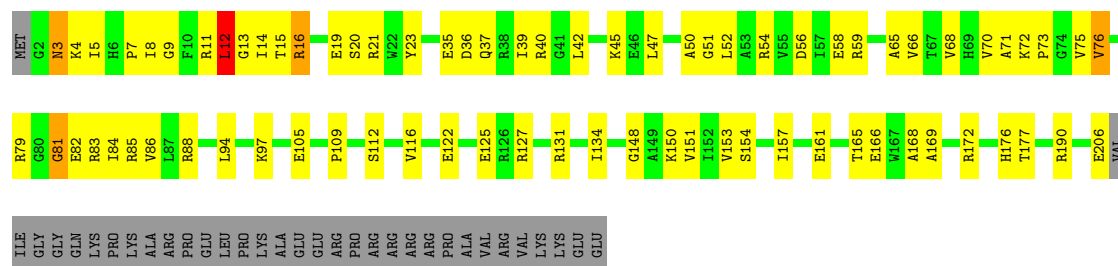 MET G2 N3 K4 I5 H6 P7 I8 G9 F10 R11 L12 G13 I14 T15 R16 E19 S20 R21 W22 Y23 E35 D36 Q37 R38 I39 R40 G41 L42 K45 E46 L47 A50 G51 L52 A53 R54 V55 D56 I57 E58 R59 A65 V66 T67 V68 H69 V70 A71 K72 P73 G74 V75 V76
R79 G80 G81 E82 R83 I84 R85 V86 L87 R88 L94 K97 E105 P109 S112 V116 E122 E125 R126 R127 R131 I134 G148 A149 K150 V151 I152 V153 S154 I157 E161 T165 E166 W167 A168 A169 R172 H176 T177 R190 E206 VAL
ILE GLY GLY GLN LYS PRO LYS ALA ARG PRO GLU LEU PRO LYS ALA GLU GLU ARG PRO ARG ARG ARG ARG PRO ALA VAL ARG VAL LYS LYS GLU GLU